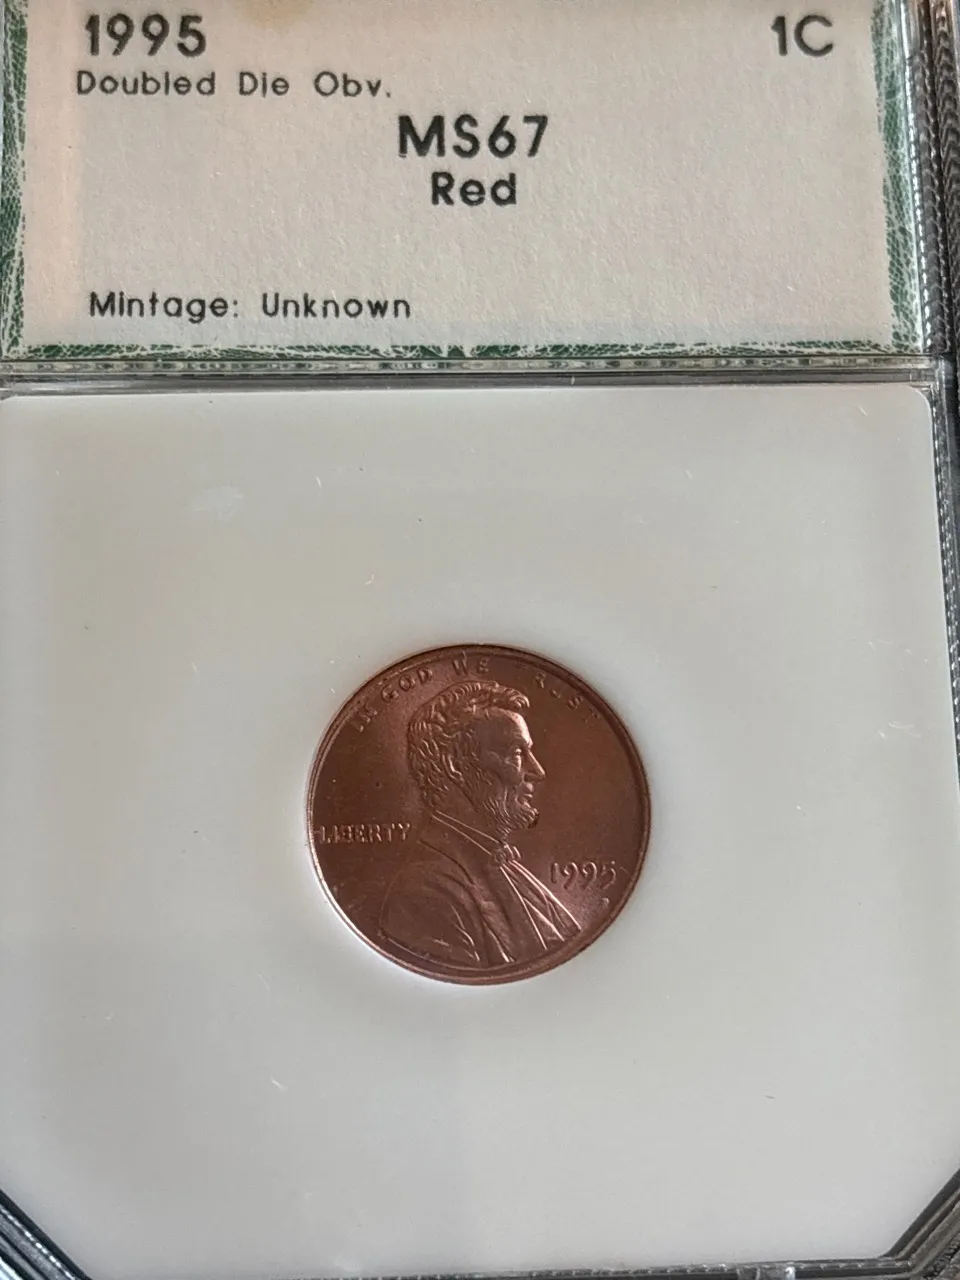 1995 1C
Doubled Die Obv.
MS67
Red
Mintage: Unknown
IN GOD WE TRUST
LIBERTY
1995